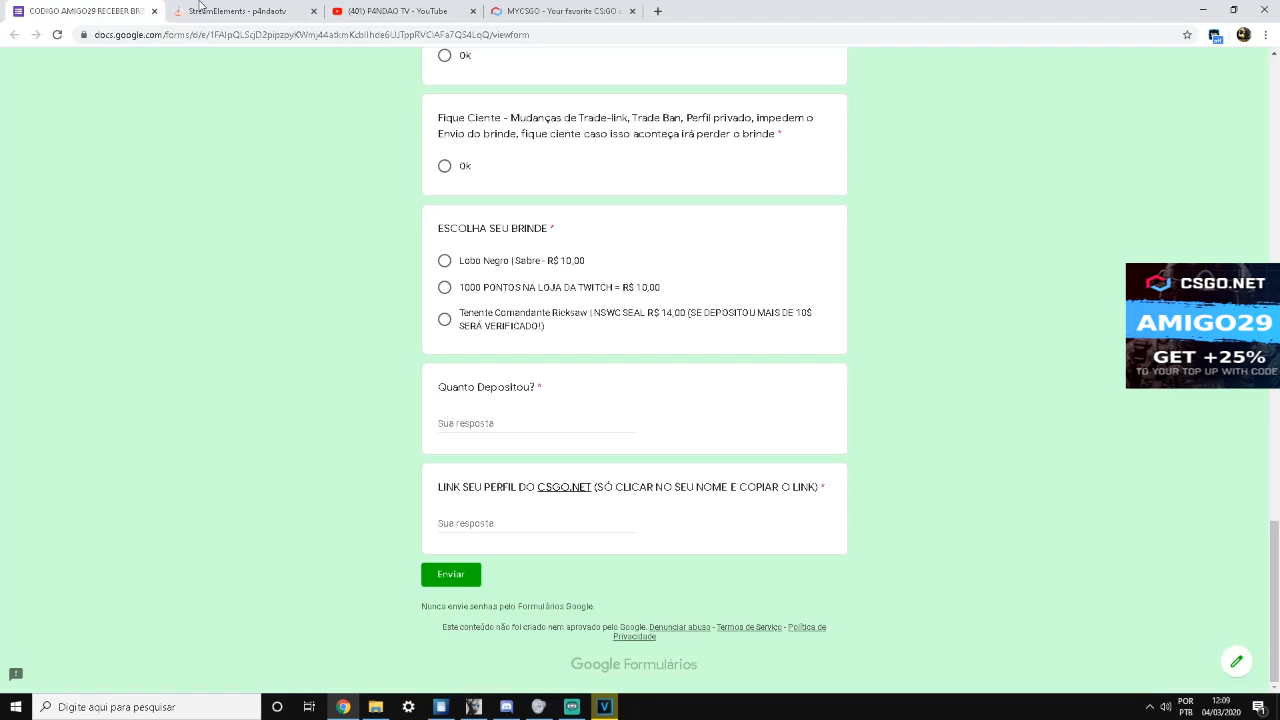 CODIGO AMIGO29 RECEBER BRI
StreamElements - p4ndaotv
(401) P4NDAO TV - YouTube
MYCSGO - Your favorite CS:GO c
docs.google.com/forms/d/e/
/viewform
Ok
Fique Ciente - Mudanças de Trade-link, Trade Ban, Perfil privado, impedem o
Envio do brinde, fique ciente caso isso aconteça irá perder o brinde *
Ok
ESCOLHA SEU BRINDE *
Lobo Negro | Sabre - R$ 10,00
1000 PONTOS NA LOJA DA TWITCH = R$ 10,00
Tenente Comandante Ricksaw | NSWC SEAL R$ 14,00 (SE DEPOSITOU MAIS DE 10$
SERÁ VERIFICADO!)
Quanto Depositou? *
Sua resposta
LINK SEU PERFIL DO CSGO.NET (SÓ CLICAR NO SEU NOME E COPIAR O LINK) *
Sua resposta
Enviar
Nunca envie senhas pelo Formulários Google.
Este conteúdo não foi criado nem aprovado pelo Google. Denunciar abuso - Termos de Serviço - Política de
Privacidade
Google Formulários
CSGO.NET
AMIGO29
GET +25%
TO YOUR TOP UP WITH CODE
Digite aqui para pesquisar
POR
PTB
12:09
04/03/2020